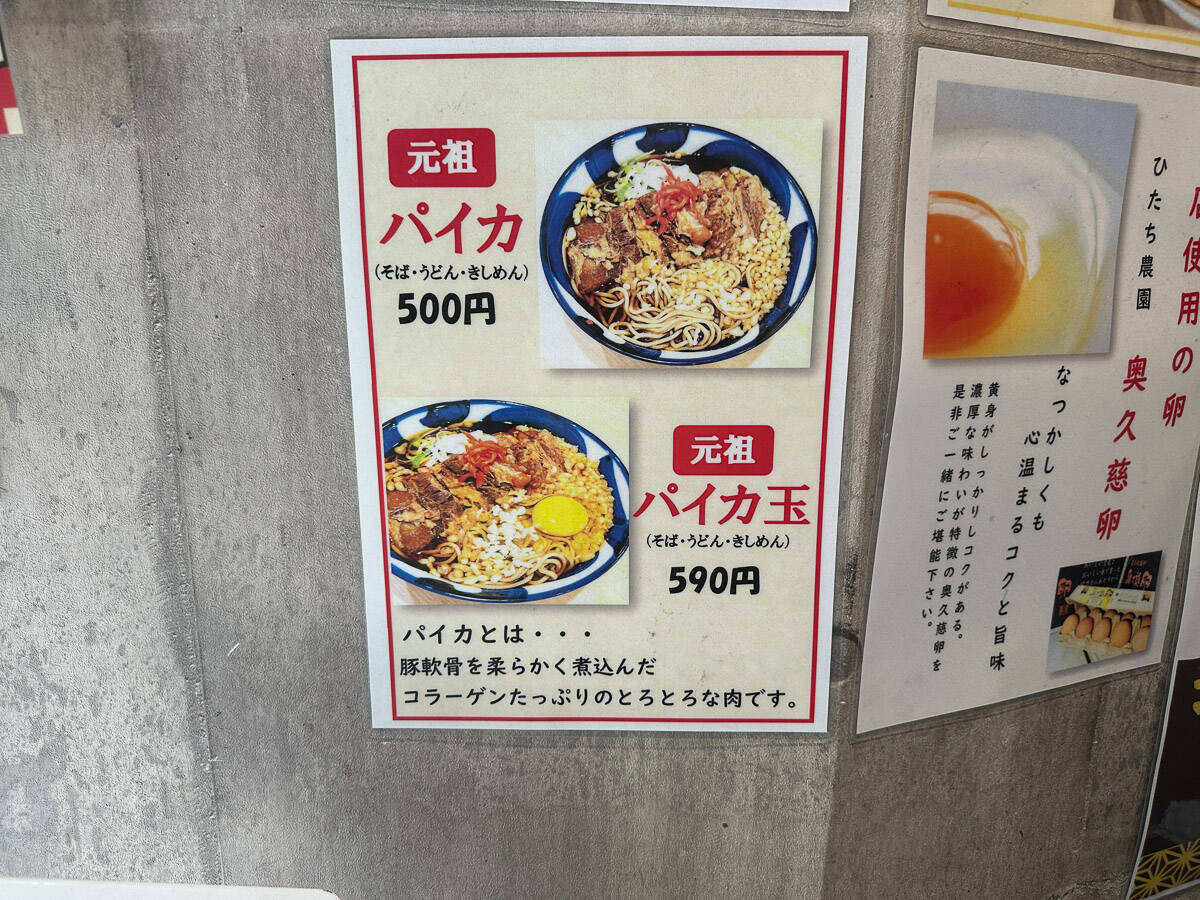 元祖
パイカ
(そば・うどん・きしめん)
500円
元祖
パイカ玉
(そば・うどん・きしめん)
590円
パイカとは・・・
豚軟骨を柔らかく煮込んだ
コラーゲンたっぷりのとろとろな肉です。
使用の卵
ひたち農園
奥久慈卵
なつかしくも
心温まるコクと旨味
黄身がしっかりしコクがある。
濃厚な味わいが特徴の奥久慈卵を
是非ご一緒にご堪能下さい。